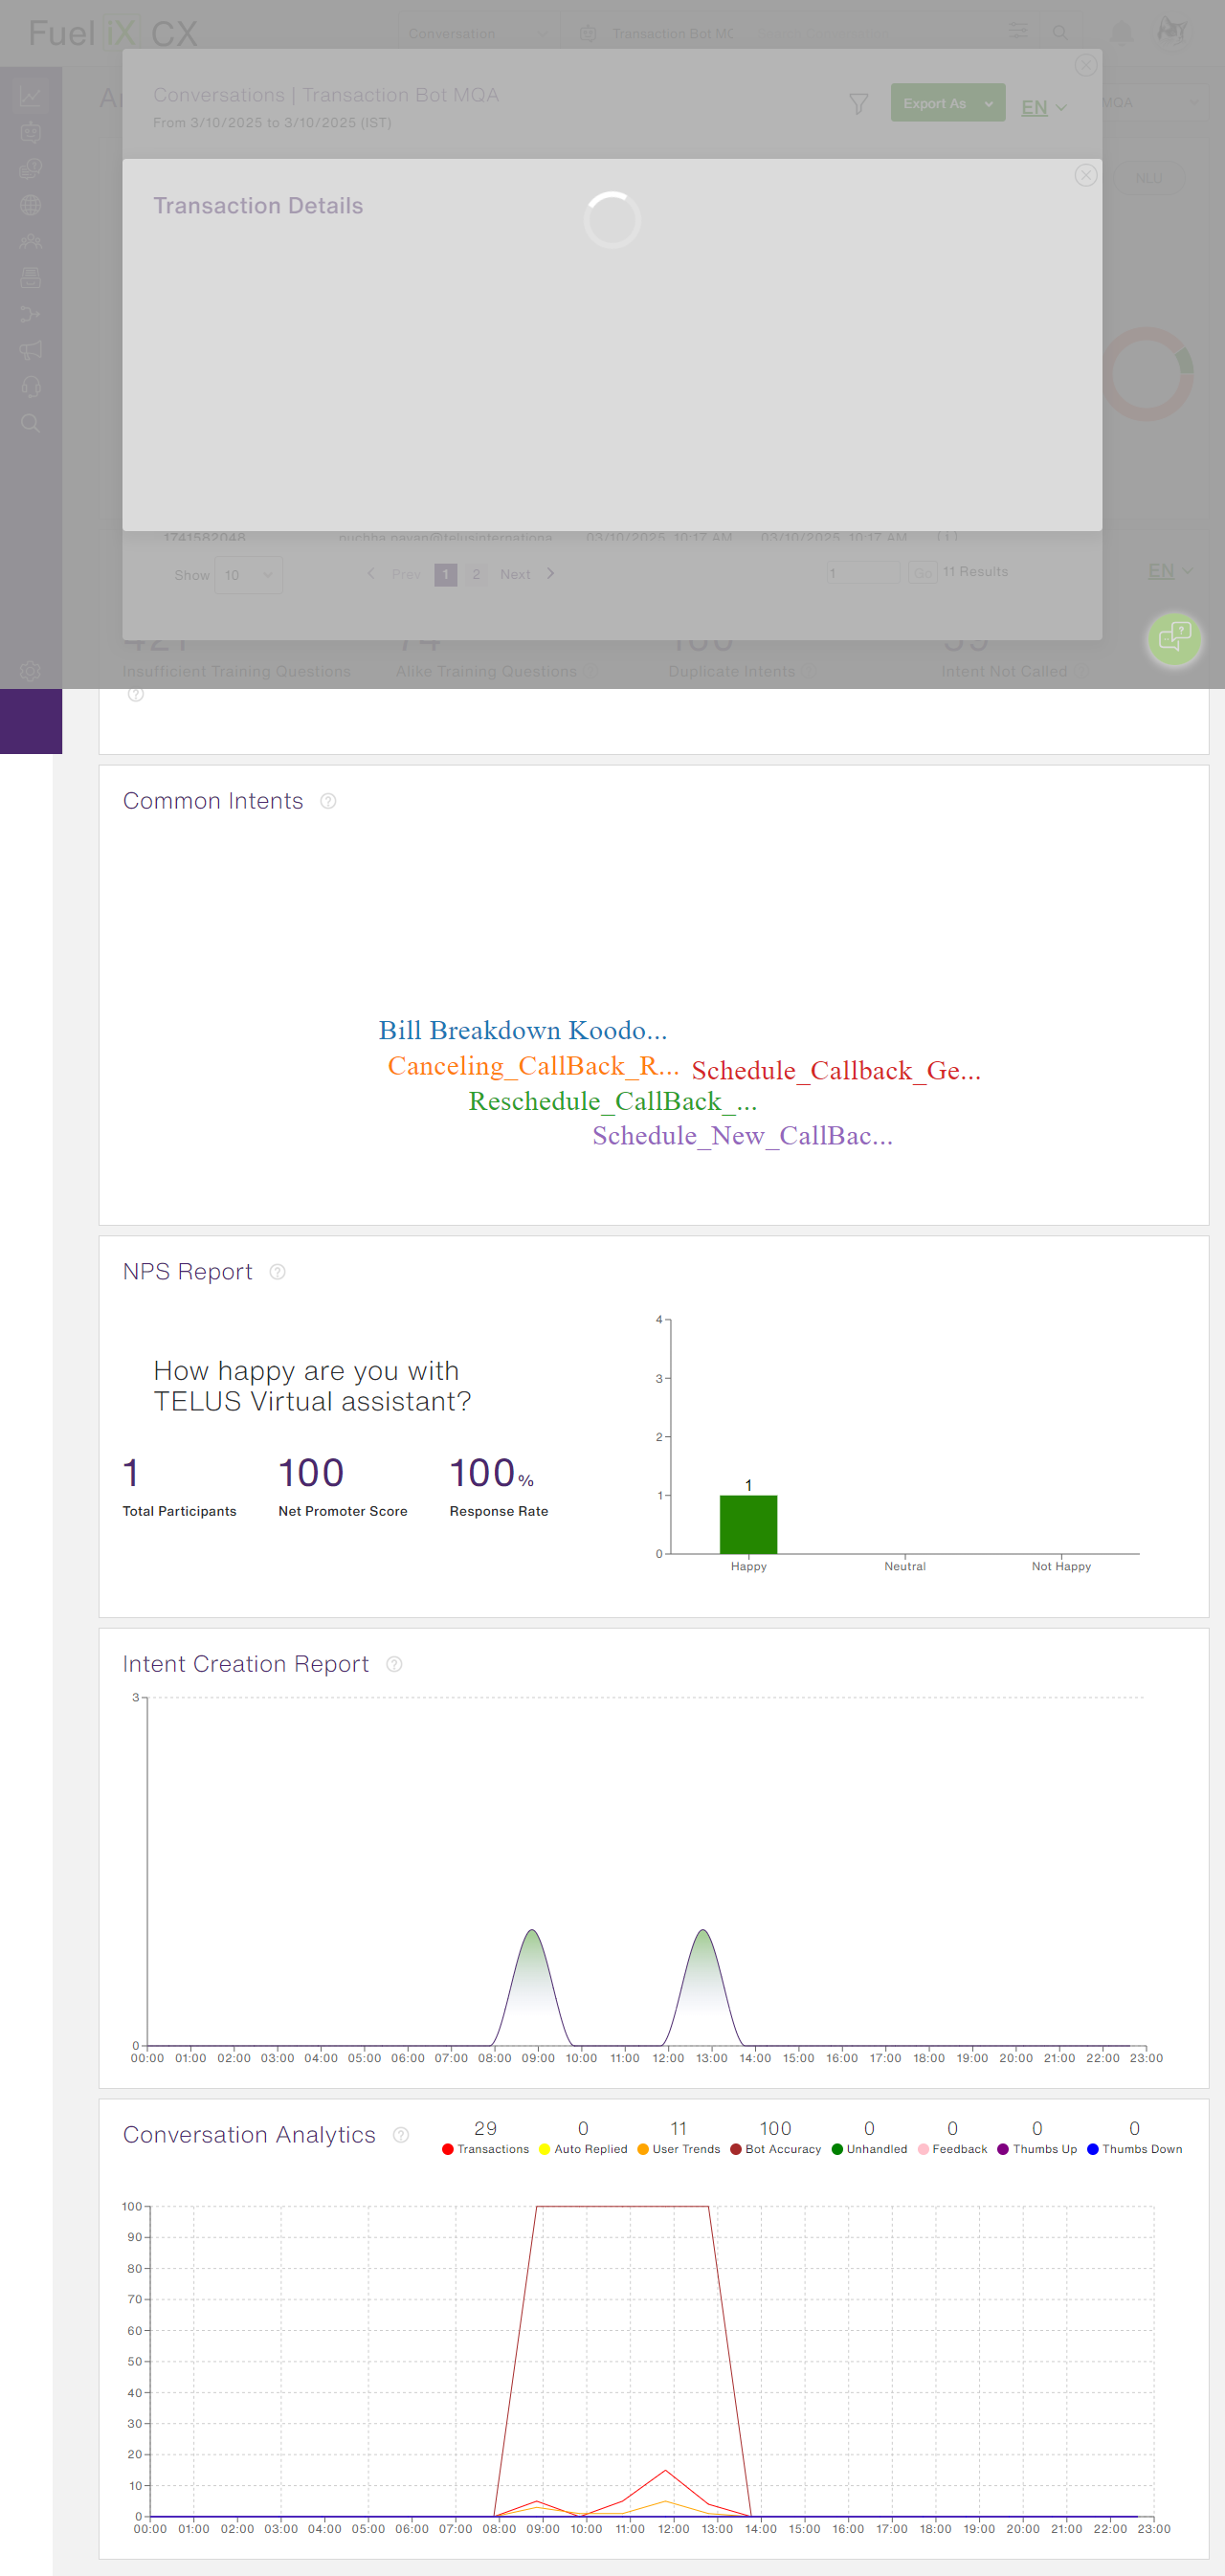 Fuel iX CX
Conversation
Transaction Bot MC
Conversations | Transaction Bot MQA
From 3/10/2025 to 3/10/2025 (IST)
Export As
EN
MQA
NLU
Transaction Details
1741582048
puchha.pavan@telusinternationa
03/10/2025, 10:17 AM
03/10/2025, 10:17 AM
Show 10
Prev 1 2 Next
1
Go
11 Results
EN
421
74
Insufficient Training Questions
Alike Training Questions
Duplicate Intents
Intent Not Called
Common Intents
Bill Breakdown Koodo...
Canceling_CallBack_R...
Schedule_Callback_Ge...
Reschedule_CallBack_...
Schedule_New_CallBac...
NPS Report
How happy are you with
TELUS Virtual assistant?
1
Total Participants
100
Net Promoter Score
100%
Response Rate
4
3
2
1
0
1
Happy
Neutral
Not Happy
Intent Creation Report
3
0
00:00 01:00 02:00 03:00 04:00 05:00 06:00 07:00 08:00 09:00 10:00 11:00 12:00 13:00 14:00 15:00 16:00 17:00 18:00 19:00 20:00 21:00 22:00 23:00
Conversation Analytics
29
Transactions
0
Auto Replied
11
User Trends
100
Bot Accuracy
0
Unhandled
0
Feedback
0
Thumbs Up
0
Thumbs Down
100
90
80
70
60
50
40
30
20
10
0
00:00 01:00 02:00 03:00 04:00 05:00 06:00 07:00 08:00 09:00 10:00 11:00 12:00 13:00 14:00 15:00 16:00 17:00 18:00 19:00 20:00 21:00 22:00 23:00